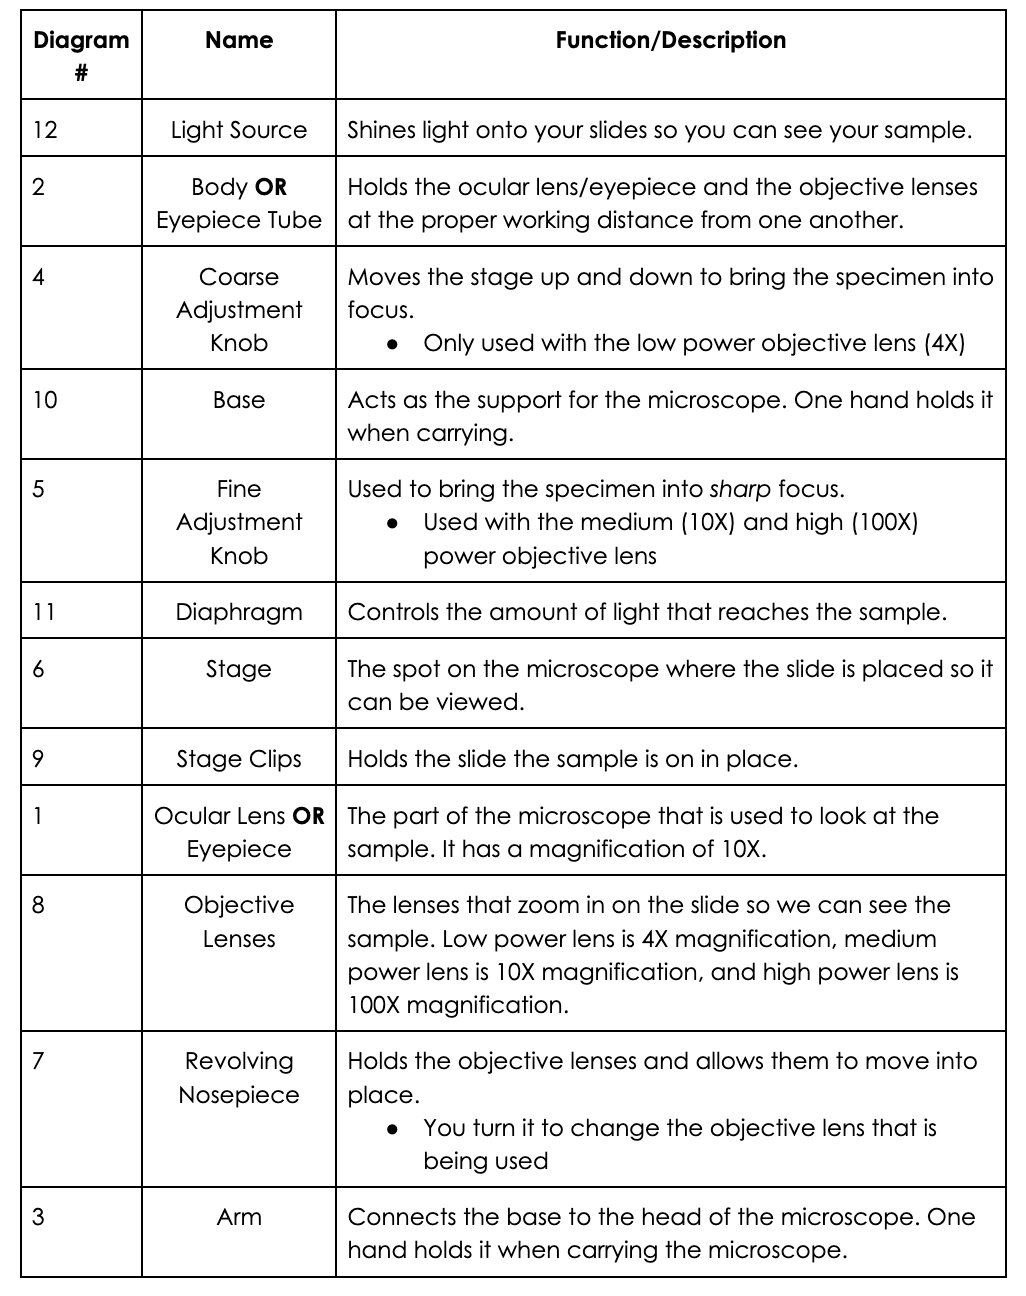 Diagram # Name Function/Description
12 Light Source Shines light onto your slides so you can see your sample.
2 Body OR Eyepiece Tube Holds the ocular lens/eyepiece and the objective lenses
at the proper working distance from one another.
4 Coarse Adjustment Knob Moves the stage up and down to bring the specimen into
focus.
● Only used with the low power objective lens (4X)
10 Base Acts as the support for the microscope. One hand holds it
when carrying.
5 Fine Adjustment Knob Used to bring the specimen into sharp focus.
● Used with the medium (10X) and high (100X)
power objective lens
11 Diaphragm Controls the amount of light that reaches the sample.
6 Stage The spot on the microscope where the slide is placed so it
can be viewed.
9 Stage Clips Holds the slide the sample is on in place.
1 Ocular Lens OR Eyepiece The part of the microscope that is used to look at the
sample. It has a magnification of 10X.
8 Objective Lenses The lenses that zoom in on the slide so we can see the
sample. Low power lens is 4X magnification, medium
power lens is 10X magnification, and high power lens is
100X magnification.
7 Revolving Nosepiece Holds the objective lenses and allows them to move into
place.
● You turn it to change the objective lens that is
being used
3 Arm Connects the base to the head of the microscope. One
hand holds it when carrying the microscope.